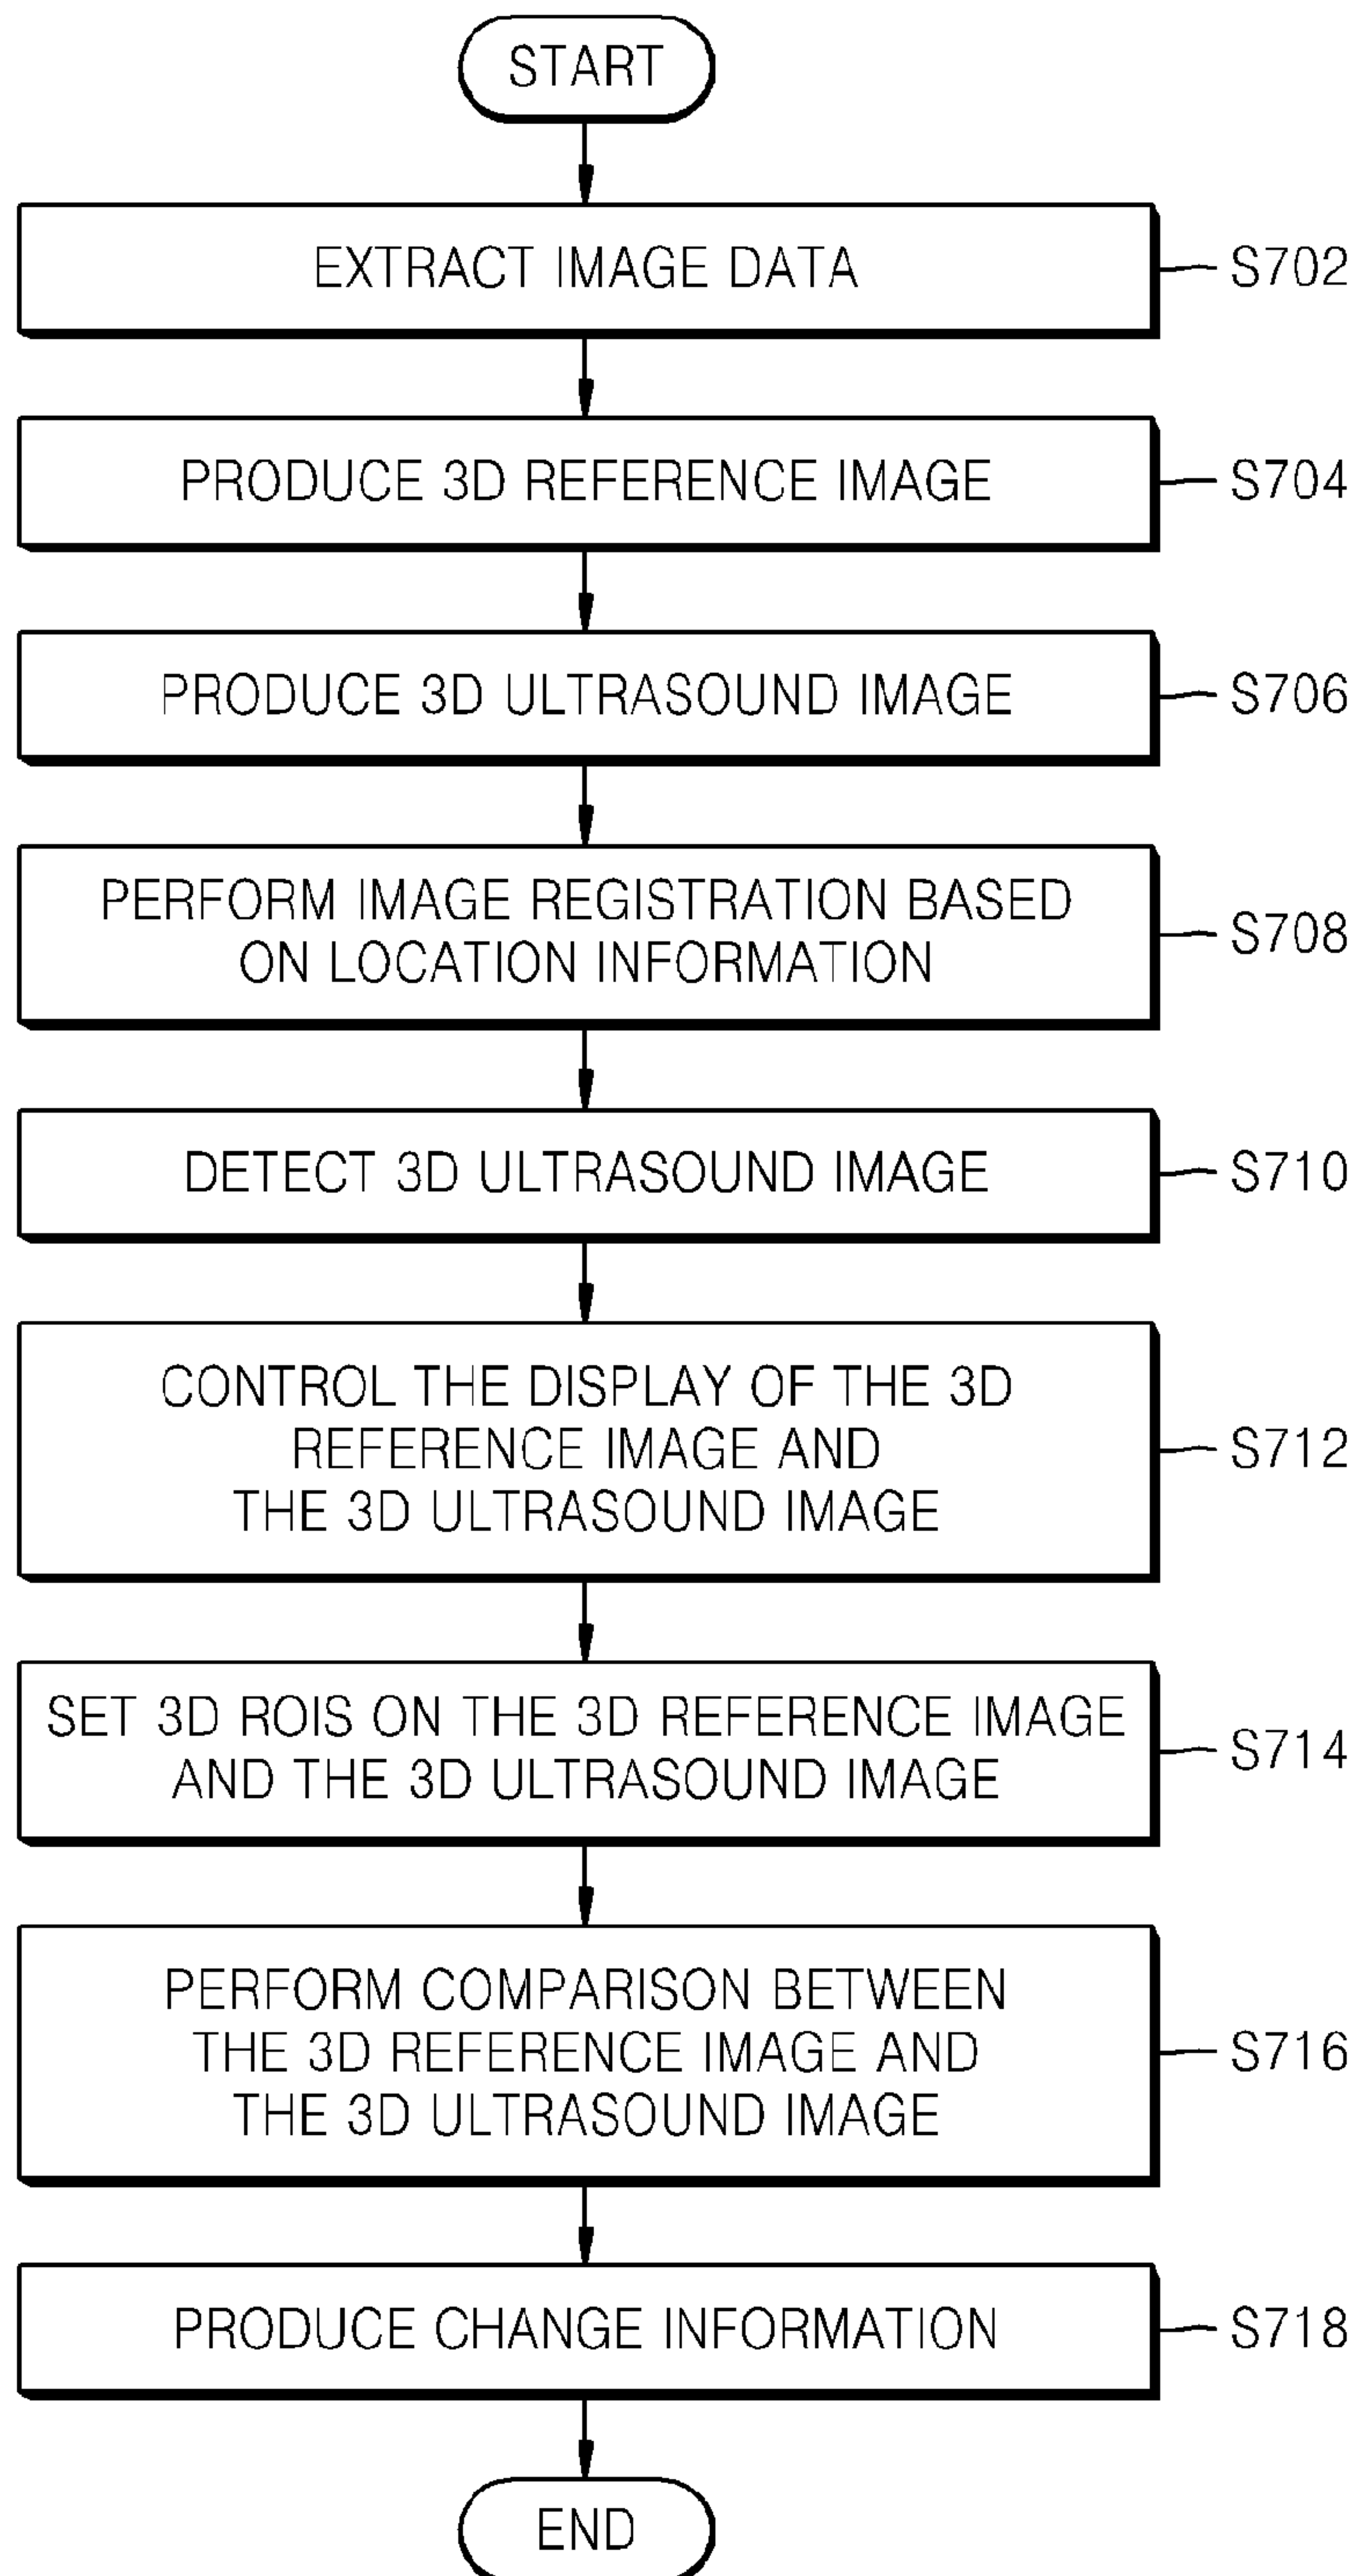 START
EXTRACT IMAGE DATA
S702
PRODUCE 3D REFERENCE IMAGE
S704
PRODUCE 3D ULTRASOUND IMAGE
S706
PERFORM IMAGE REGISTRATION BASED
ON LOCATION INFORMATION
S708
DETECT 3D ULTRASOUND IMAGE
S710
CONTROL THE DISPLAY OF THE 3D
REFERENCE IMAGE AND
THE 3D ULTRASOUND IMAGE
S712
SET 3D ROIS ON THE 3D REFERENCE IMAGE
AND THE 3D ULTRASOUND IMAGE
S714
PERFORM COMPARISON BETWEEN
THE 3D REFERENCE IMAGE AND
THE 3D ULTRASOUND IMAGE
S716
PRODUCE CHANGE INFORMATION
S718
END